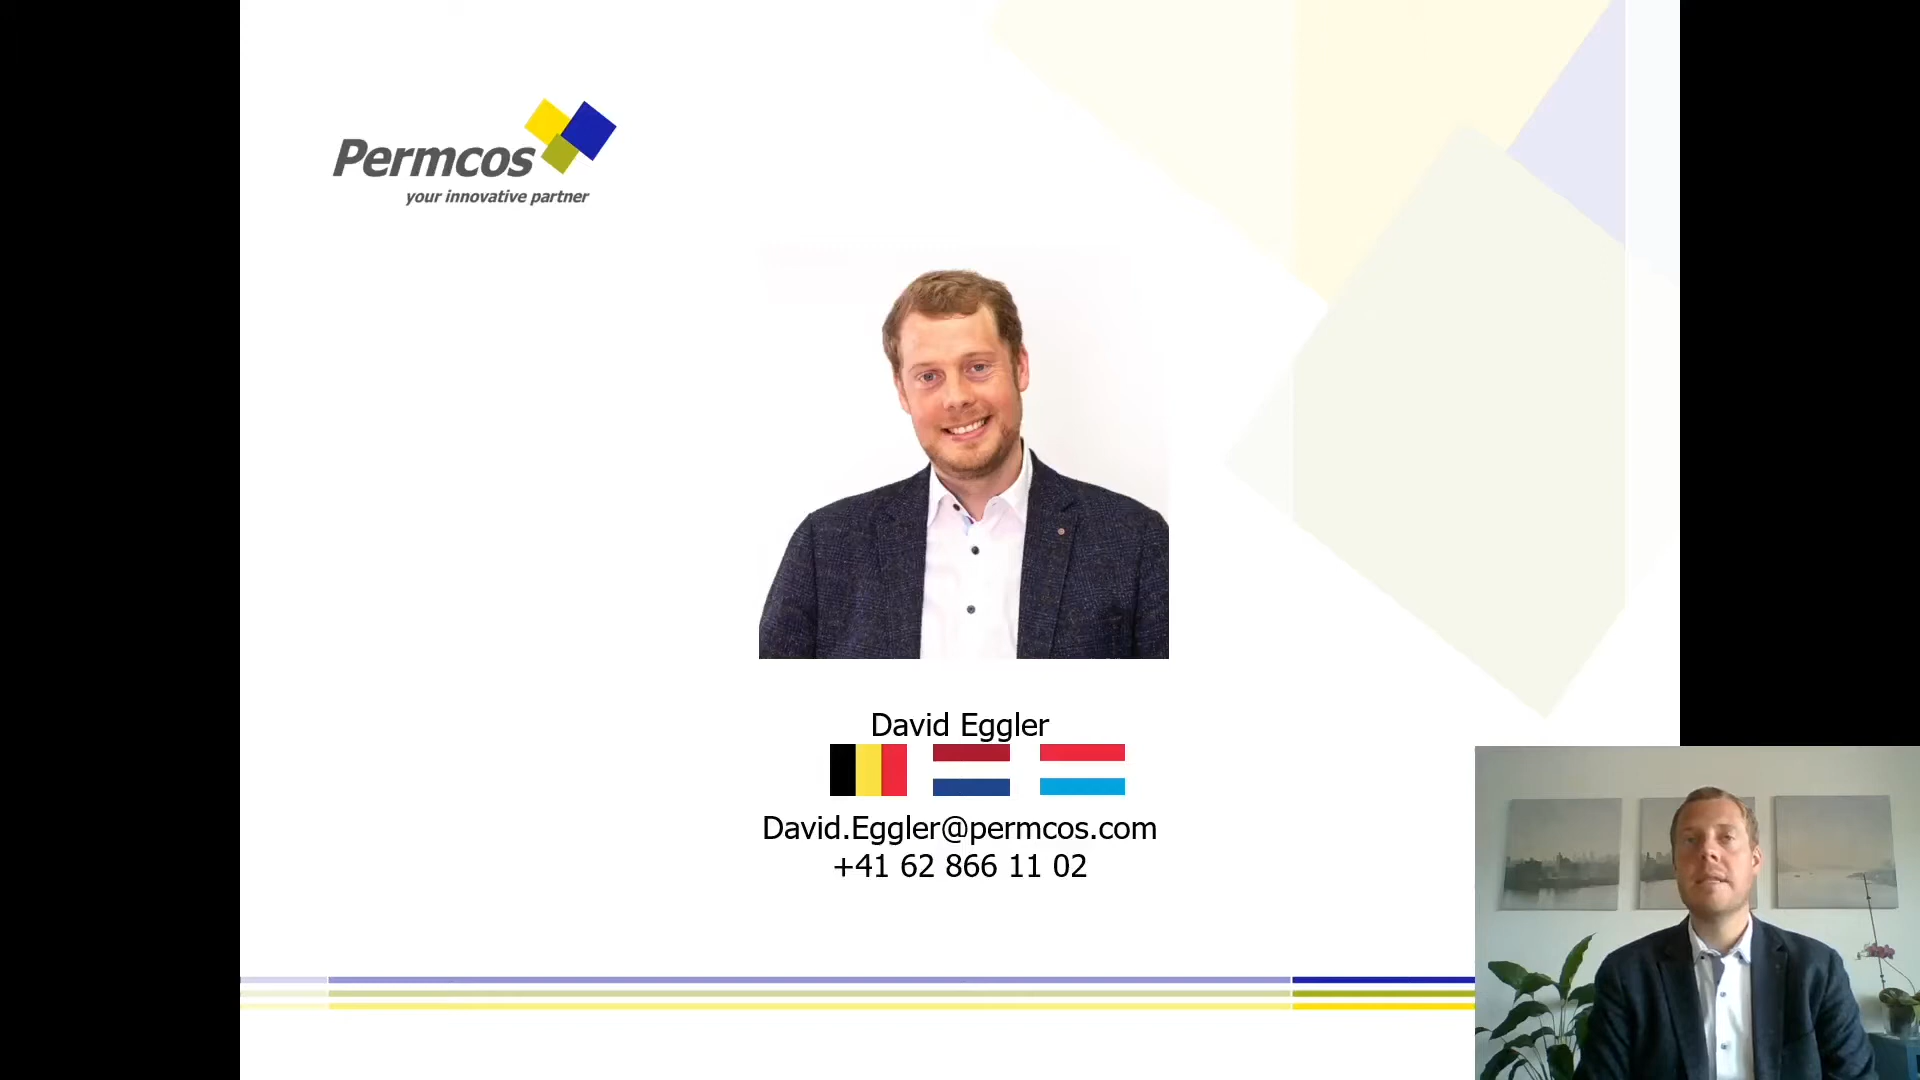 Permcos
your innovative partner
David Eggler
David.Eggler@permcos.com
+41 62 866 11 02